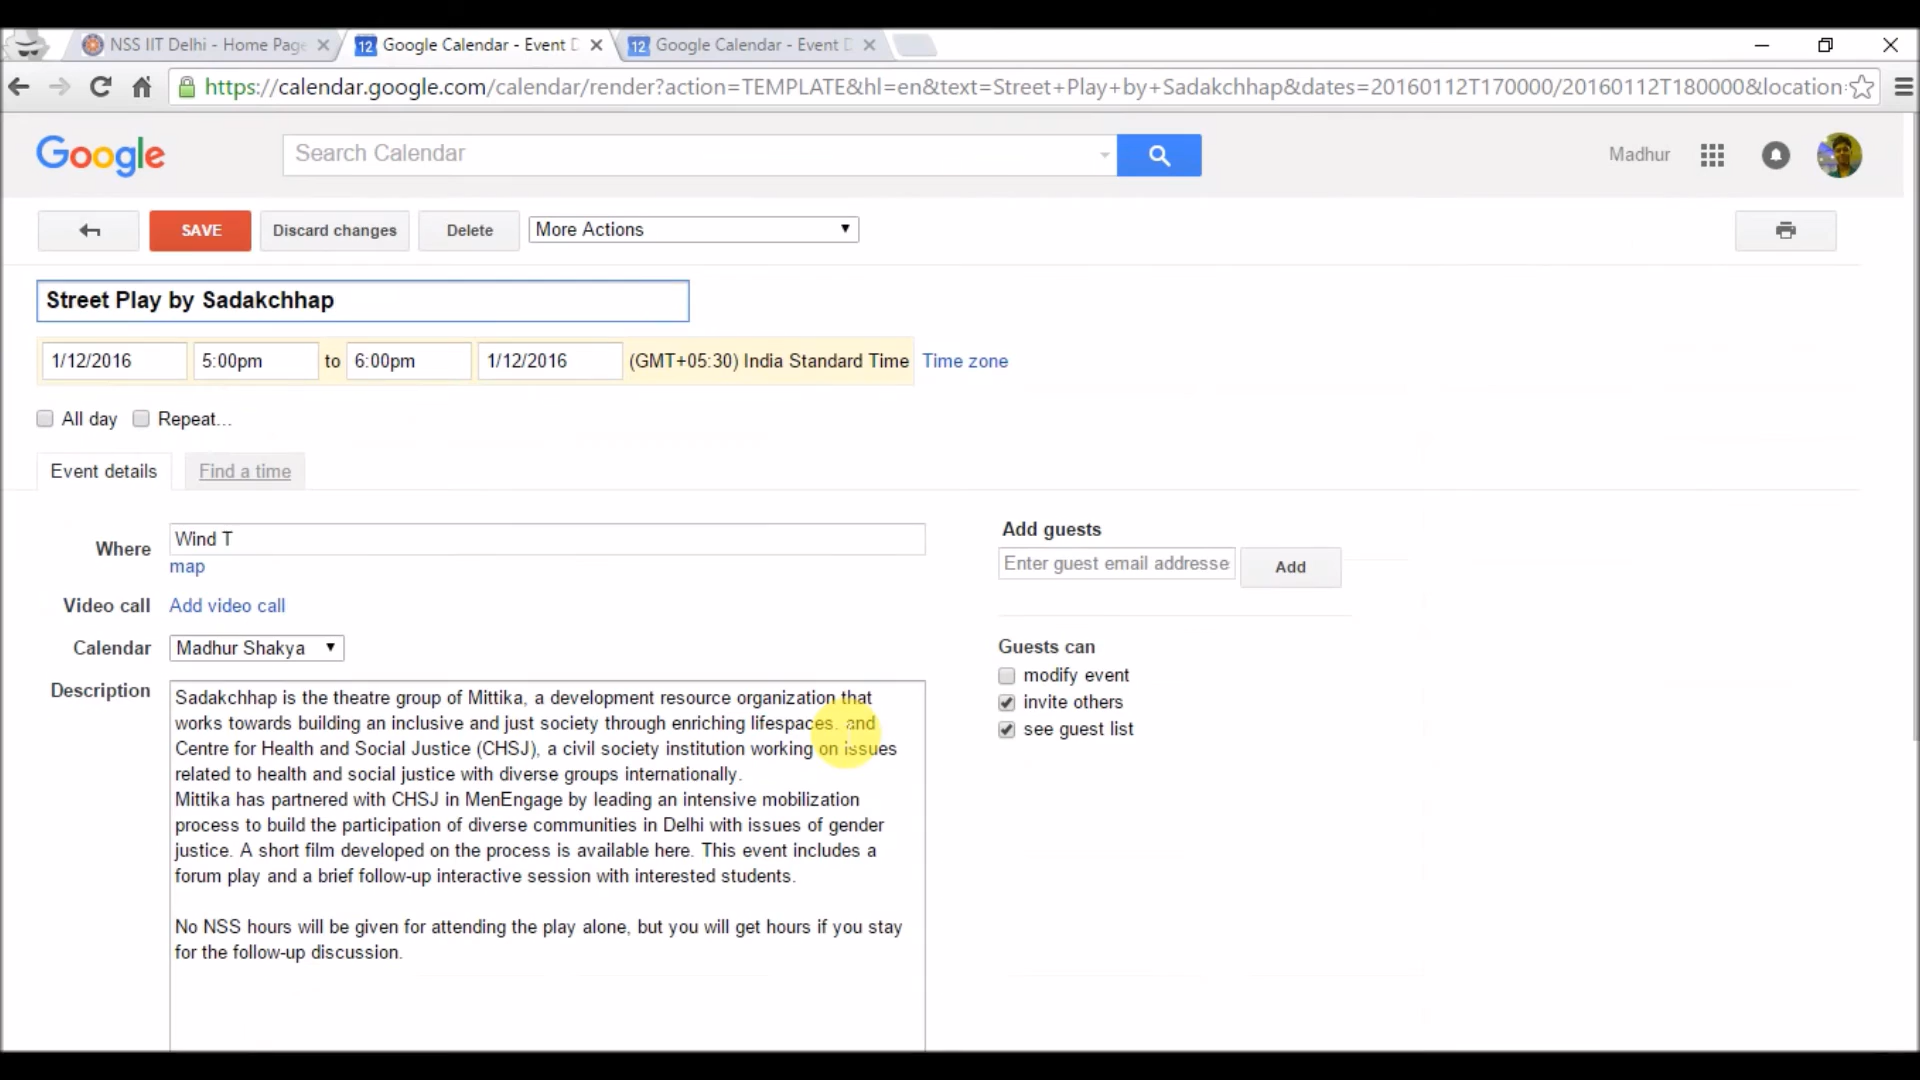 NSS IIT Delhi - Home Page
Google Calendar - Event D
Google Calendar - Event D
https://calendar.google.com/calendar/render?action=TEMPLATE&hl=en&text=Street+Play+by+Sadakchhap&dates=20160112T170000/20160112T180000&location
Google
Search Calendar
Madhur
SAVE
Discard changes
Delete
More Actions
Street Play by Sadakchhap
1/12/2016 5:00pm to 6:00pm 1/12/2016 (GMT+05:30) India Standard Time Time zone
All day Repeat...
Event details Find a time
Where Wind T
map
Video call Add video call
Calendar Madhur Shakya
Description
Sadakchhap is the theatre group of Mittika, a development resource organization that
works towards building an inclusive and just society through enriching lifespaces. and
Centre for Health and Social Justice (CHSJ), a civil society institution working on issues
related to health and social justice with diverse groups internationally.
Mittika has partnered with CHSJ in MenEngage by leading an intensive mobilization
process to build the participation of diverse communities in Delhi with issues of gender
justice. A short film developed on the process is available here. This event includes a
forum play and a brief follow-up interactive session with interested students.
No NSS hours will be given for attending the play alone, but you will get hours if you stay
for the follow-up discussion.
Add guests
Enter guest email addresse
Add
Guests can
modify event
invite others
see guest list